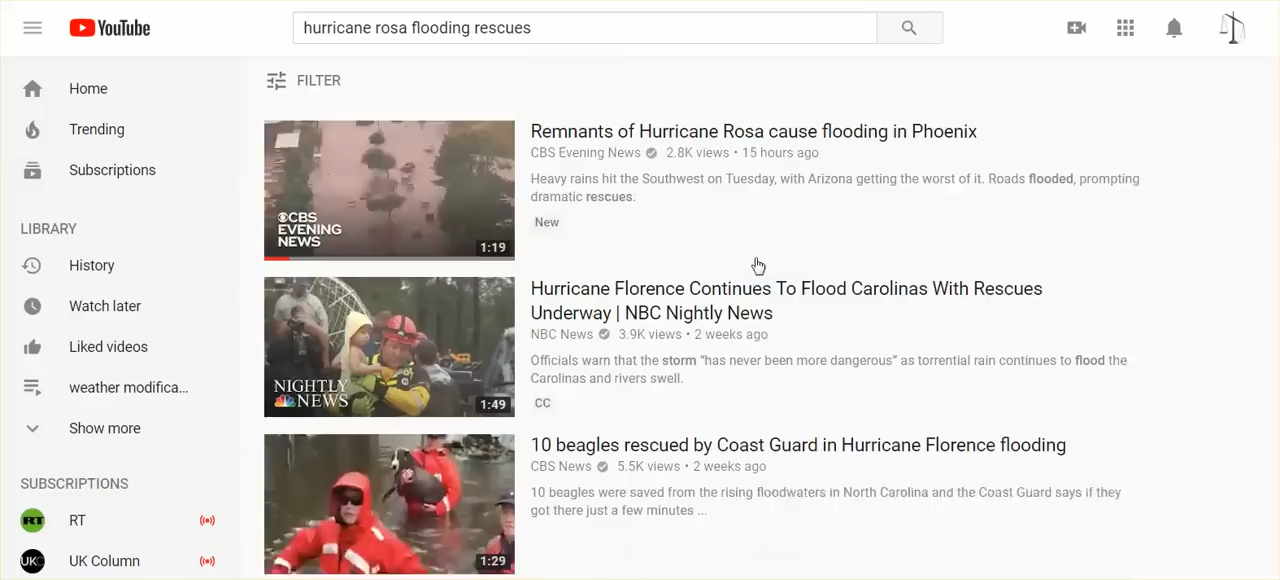 YouTube
hurricane rosa flooding rescues
Home
Trending
Subscriptions
LIBRARY
History
Watch later
Liked videos
weather modifica...
Show more
SUBSCRIPTIONS
RT
RT
UKC
UK Column
FILTER
CBS
EVENING
NEWS
1:19
Remnants of Hurricane Rosa cause flooding in Phoenix
CBS Evening News 2.8K views • 15 hours ago
Heavy rains hit the Southwest on Tuesday, with Arizona getting the worst of it. Roads flooded, prompting
dramatic rescues.
New
NIGHTLY
NEWS
1:49
Hurricane Florence Continues To Flood Carolinas With Rescues
Underway | NBC Nightly News
NBC News 3.9K views • 2 weeks ago
Officials warn that the storm “has never been more dangerous” as torrential rain continues to flood the
Carolinas and rivers swell.
CC
1:29
10 beagles rescued by Coast Guard in Hurricane Florence flooding
CBS News 5.5K views • 2 weeks ago
10 beagles were saved from the rising floodwaters in North Carolina and the Coast Guard says if they
got there just a few minutes ...